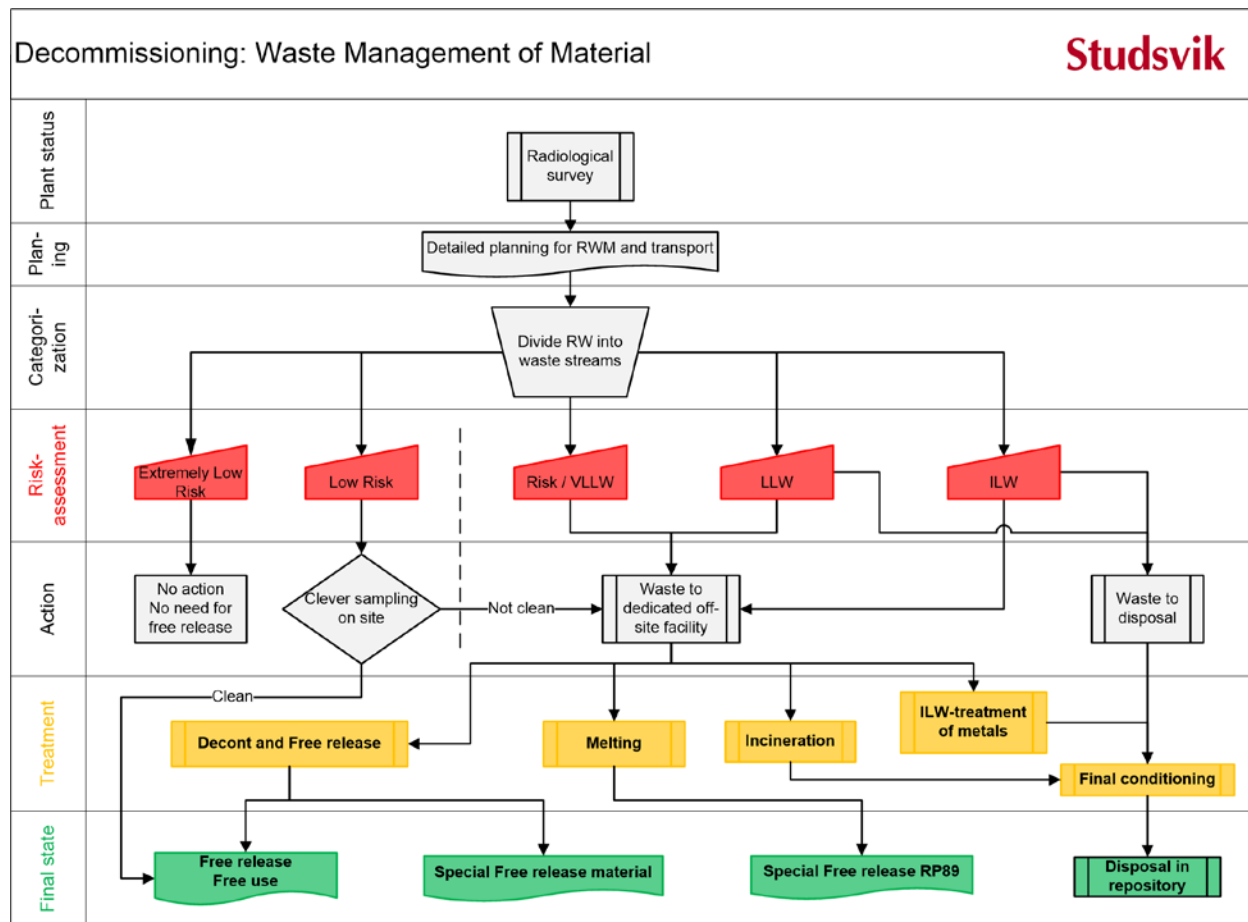 Decommissioning: Waste Management of Material
Studsvik
Plant status
Radiological
survey
Plan-
ing
Detailed planning for RWM and transport
Categori-
zation
Divide RW into
waste streams
Risk-
assessment
Extremely Low
Risk
Low Risk
Risk / VLLW
LLW
ILW
Action
No action
No need for
free release
Clever sampling
on site
Not clean
Waste to
dedicated off-
site facility
Waste to
disposal
Treatment
Clean
Decont and Free release
Melting
Incineration
ILW-treatment
of metals
Final conditioning
Final state
Free release
Free use
Special Free release material
Special Free release RP89
Disposal in
repository